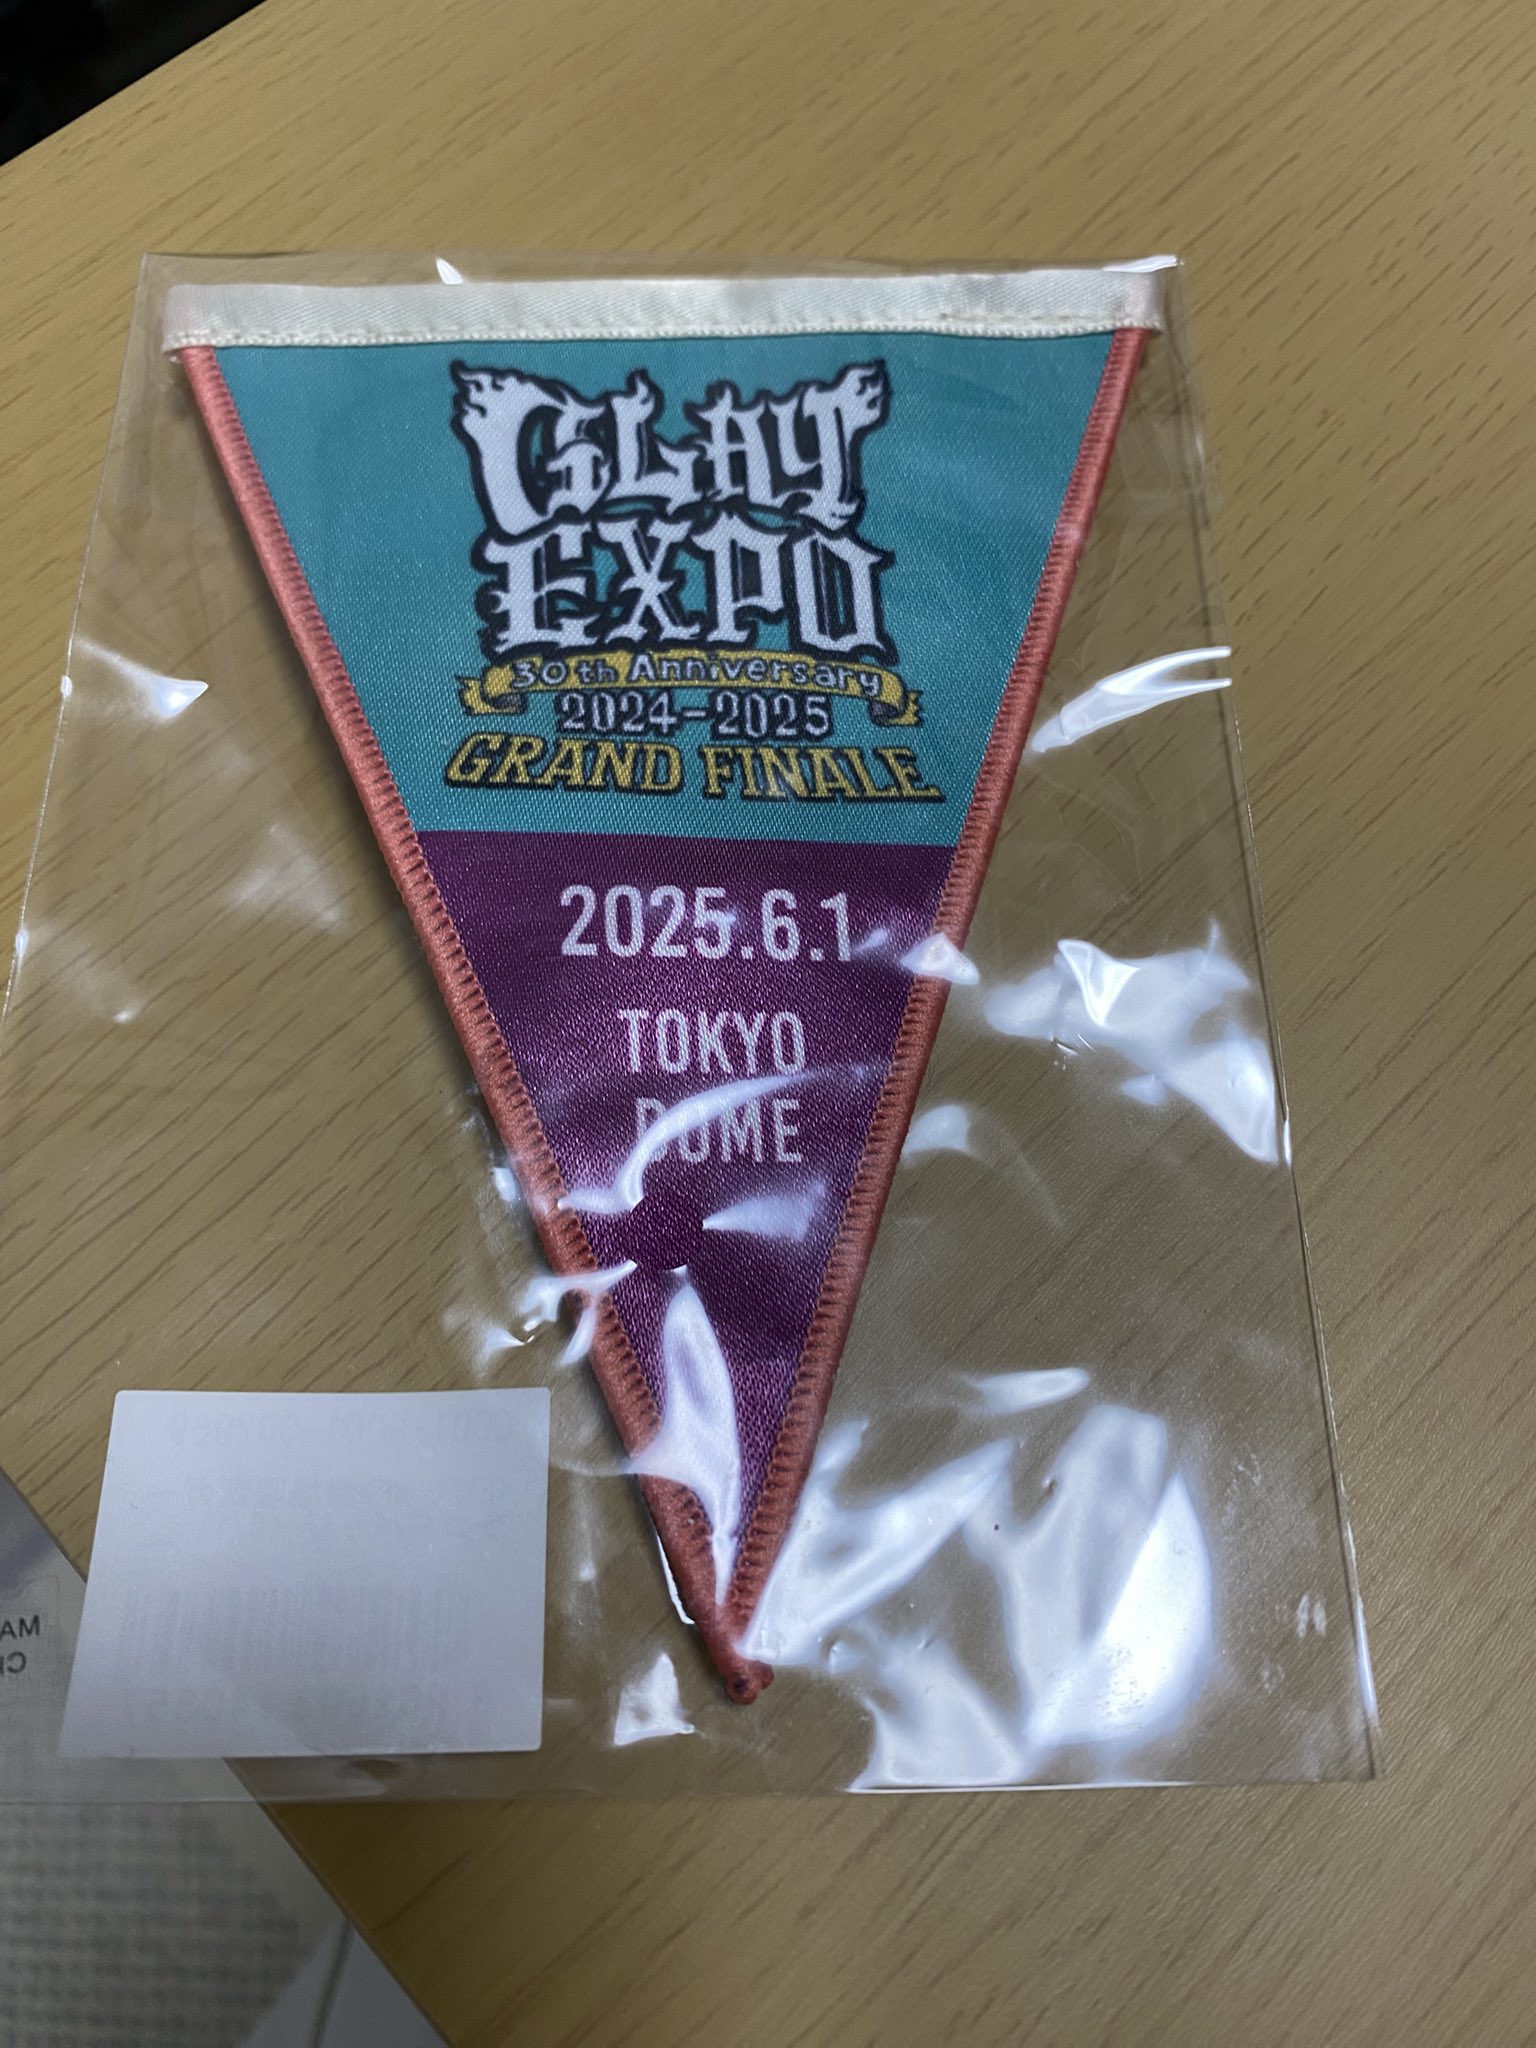 GLAY
EXPO
30th Anniversary
2024-2025
GRAND FINALE
2025.6.1
TOKYO
DOME